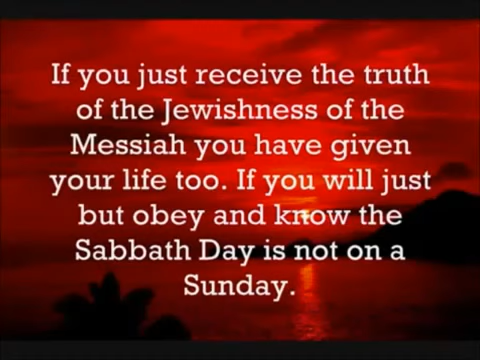 If you just receive the truth
of the Jewishness of the
Messiah you have given
your life too. If you will just
but obey and know the
Sabbath Day is not on a
Sunday.